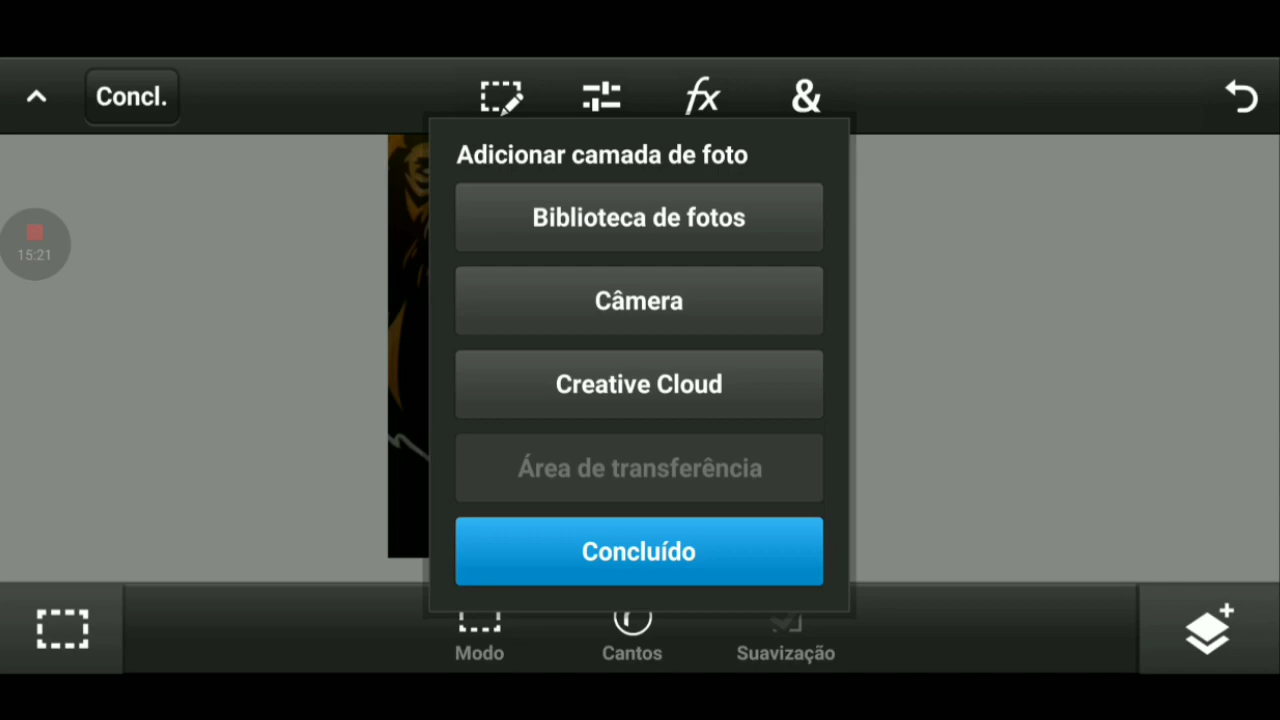 Concl.
fx
&
Adicionar camada de foto
Biblioteca de fotos
15:21
Câmera
Creative Cloud
Área de transferência
Concluído
Modo
Cantos
Suavização